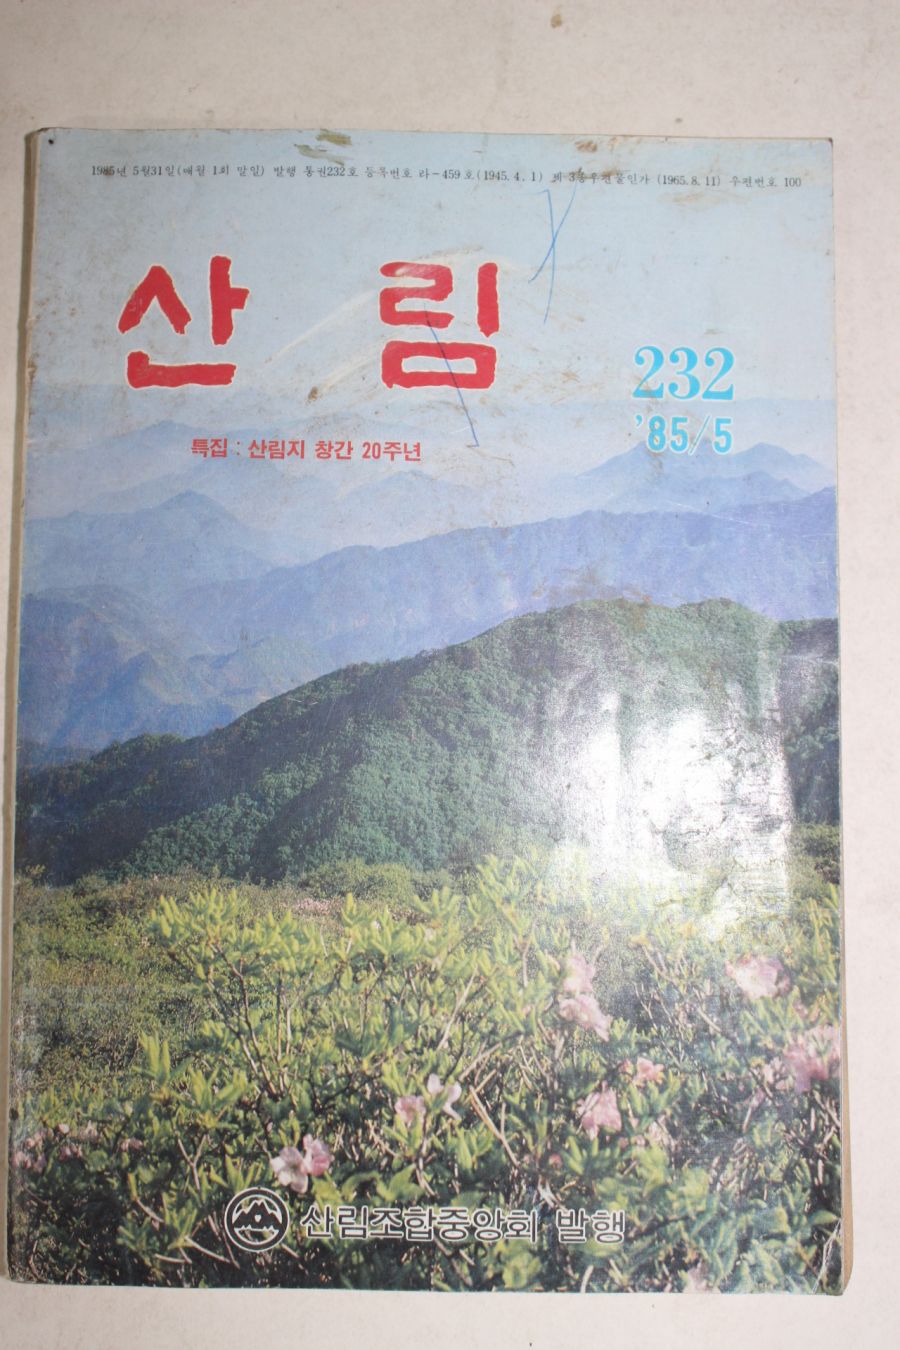 1985년 5월31일(매월 1회 말일) 발행 통권232호 등록번호 라-459호(1945. 4. 1) 제 3종우편물인가 (1965. 8. 11) 우편번호 100
산림
232
'85/5
특집 : 산림지 창간 20주년
산림조합중앙회 발행